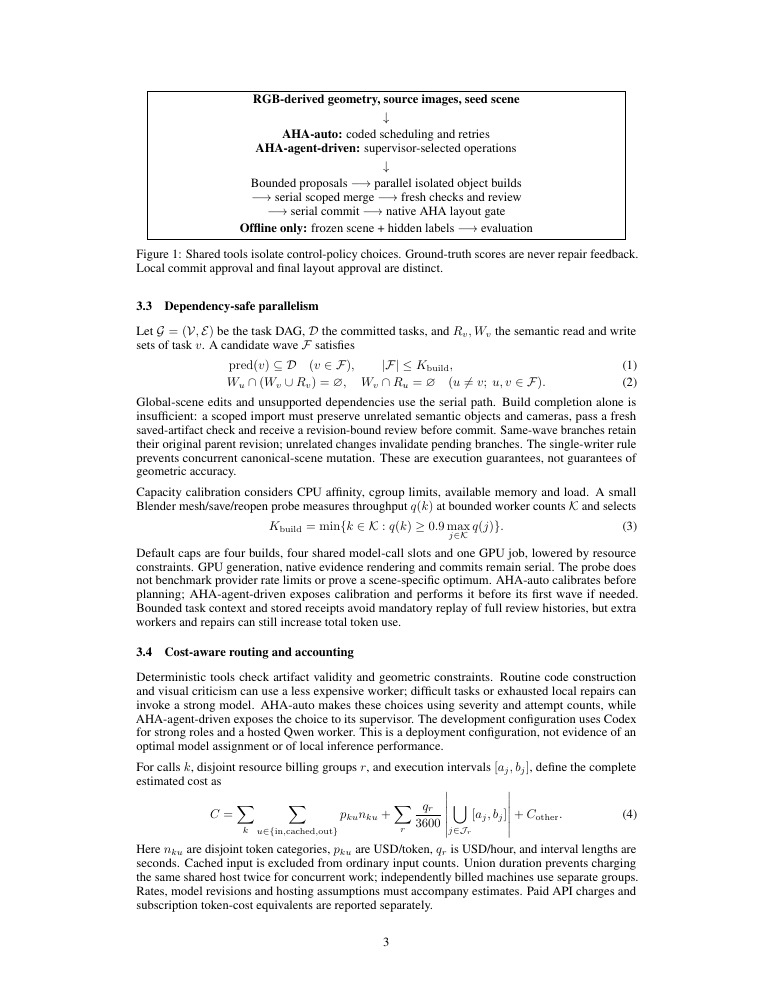 RGB-derived geometry, source images, seed scene
↓
AHA-auto: coded scheduling and retries
AHA-agent-driven: supervisor-selected operations
↓
Bounded proposals ⟶ parallel isolated object builds
⟶ serial scoped merge ⟶ fresh checks and review
⟶ serial commit ⟶ native AHA layout gate
Offline only: frozen scene + hidden labels ⟶ evaluation
Figure 1: Shared tools isolate control-policy choices. Ground-truth scores are never repair feedback.
Local commit approval and final layout approval are distinct.
3.3 Dependency-safe parallelism
Let 𝒢 = (𝒱, ℰ) be the task DAG, 𝒟 the committed tasks, and R_v, W_v the semantic read and write
sets of task v. A candidate wave ℱ satisfies
pred(v) ⊆ 𝒟 (v ∈ ℱ), |ℱ| ≤ K_build, (1)
W_u ∩ (W_v ∪ R_v) = ∅, W_v ∩ R_u = ∅ (u ≠ v; u, v ∈ ℱ). (2)
Global-scene edits and unsupported dependencies use the serial path. Build completion alone is
insufficient: a scoped import must preserve unrelated semantic objects and cameras, pass a fresh
saved-artifact check and receive a revision-bound review before commit. Same-wave branches retain
their original parent revision; unrelated changes invalidate pending branches. The single-writer rule
prevents concurrent canonical-scene mutation. These are execution guarantees, not guarantees of
geometric accuracy.
Capacity calibration considers CPU affinity, cgroup limits, available memory and load. A small
Blender mesh/save/reopen probe measures throughput q(k) at bounded worker counts 𝒦 and selects
K_build = min{k ∈ 𝒦 : q(k) ≥ 0.9 max_{j∈𝒦} q(j)}. (3)
Default caps are four builds, four shared model-call slots and one GPU job, lowered by resource
constraints. GPU generation, native evidence rendering and commits remain serial. The probe does
not benchmark provider rate limits or prove a scene-specific optimum. AHA-auto calibrates before
planning; AHA-agent-driven exposes calibration and performs it before its first wave if needed.
Bounded task context and stored receipts avoid mandatory replay of full review histories, but extra
workers and repairs can still increase total token use.
3.4 Cost-aware routing and accounting
Deterministic tools check artifact validity and geometric constraints. Routine code construction
and visual criticism can use a less expensive worker; difficult tasks or exhausted local repairs can
invoke a strong model. AHA-auto makes these choices using severity and attempt counts, while
AHA-agent-driven exposes the choice to its supervisor. The development configuration uses Codex
for strong roles and a hosted Qwen worker. This is a deployment configuration, not evidence of an
optimal model assignment or of local inference performance.
For calls k, disjoint resource billing groups r, and execution intervals [a_j, b_j], define the complete
estimated cost as
C = ∑_k ∑_{u∈{in,cached,out}} p_{ku} n_{ku} + ∑_r q_r/3600 |⋃_{j∈𝒥_r} [a_j, b_j]| + C_other. (4)
Here n_{ku} are disjoint token categories, p_{ku} are USD/token, q_r is USD/hour, and interval lengths are
seconds. Cached input is excluded from ordinary input counts. Union duration prevents charging
the same shared host twice for concurrent work; independently billed machines use separate groups.
Rates, model revisions and hosting assumptions must accompany estimates. Paid API charges and
subscription token-cost equivalents are reported separately.
3